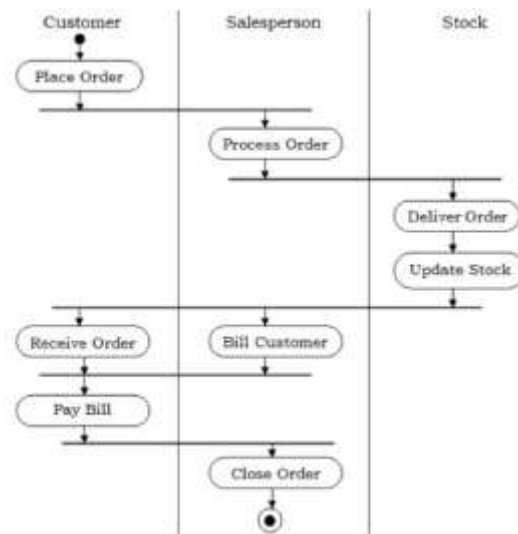 Customer Salesperson Stock
Place Order
Process Order
Deliver Order
Update Stock
Receive Order Bill Customer
Pay Bill
Close Order